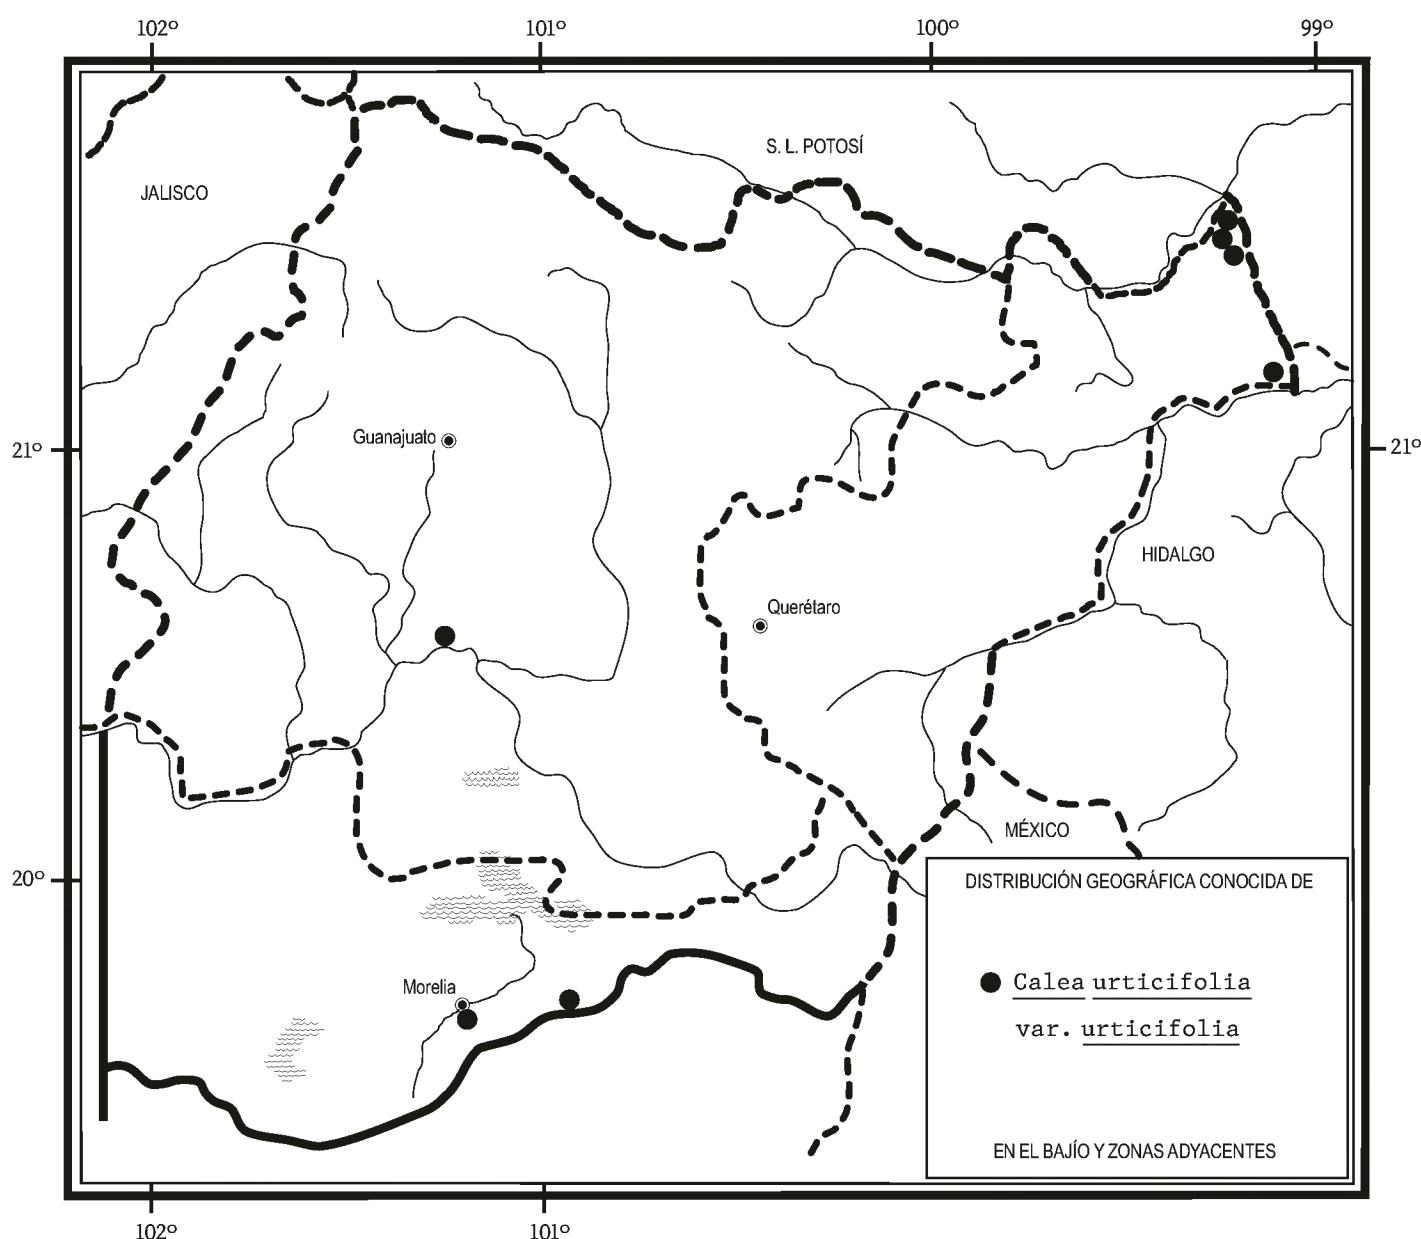 102º
101º
100º
99º
S. L. POTOSÍ
JALISCO
Guanajuato
21º
21º
HIDALGO
Querétaro
MÉXICO
20º
DISTRIBUCIÓN GEOGRÁFICA CONOCIDA DE
Calea urticifolia
var. urticifolia
EN EL BAJÍO Y ZONAS ADYACENTES
Morelia
102º
101º